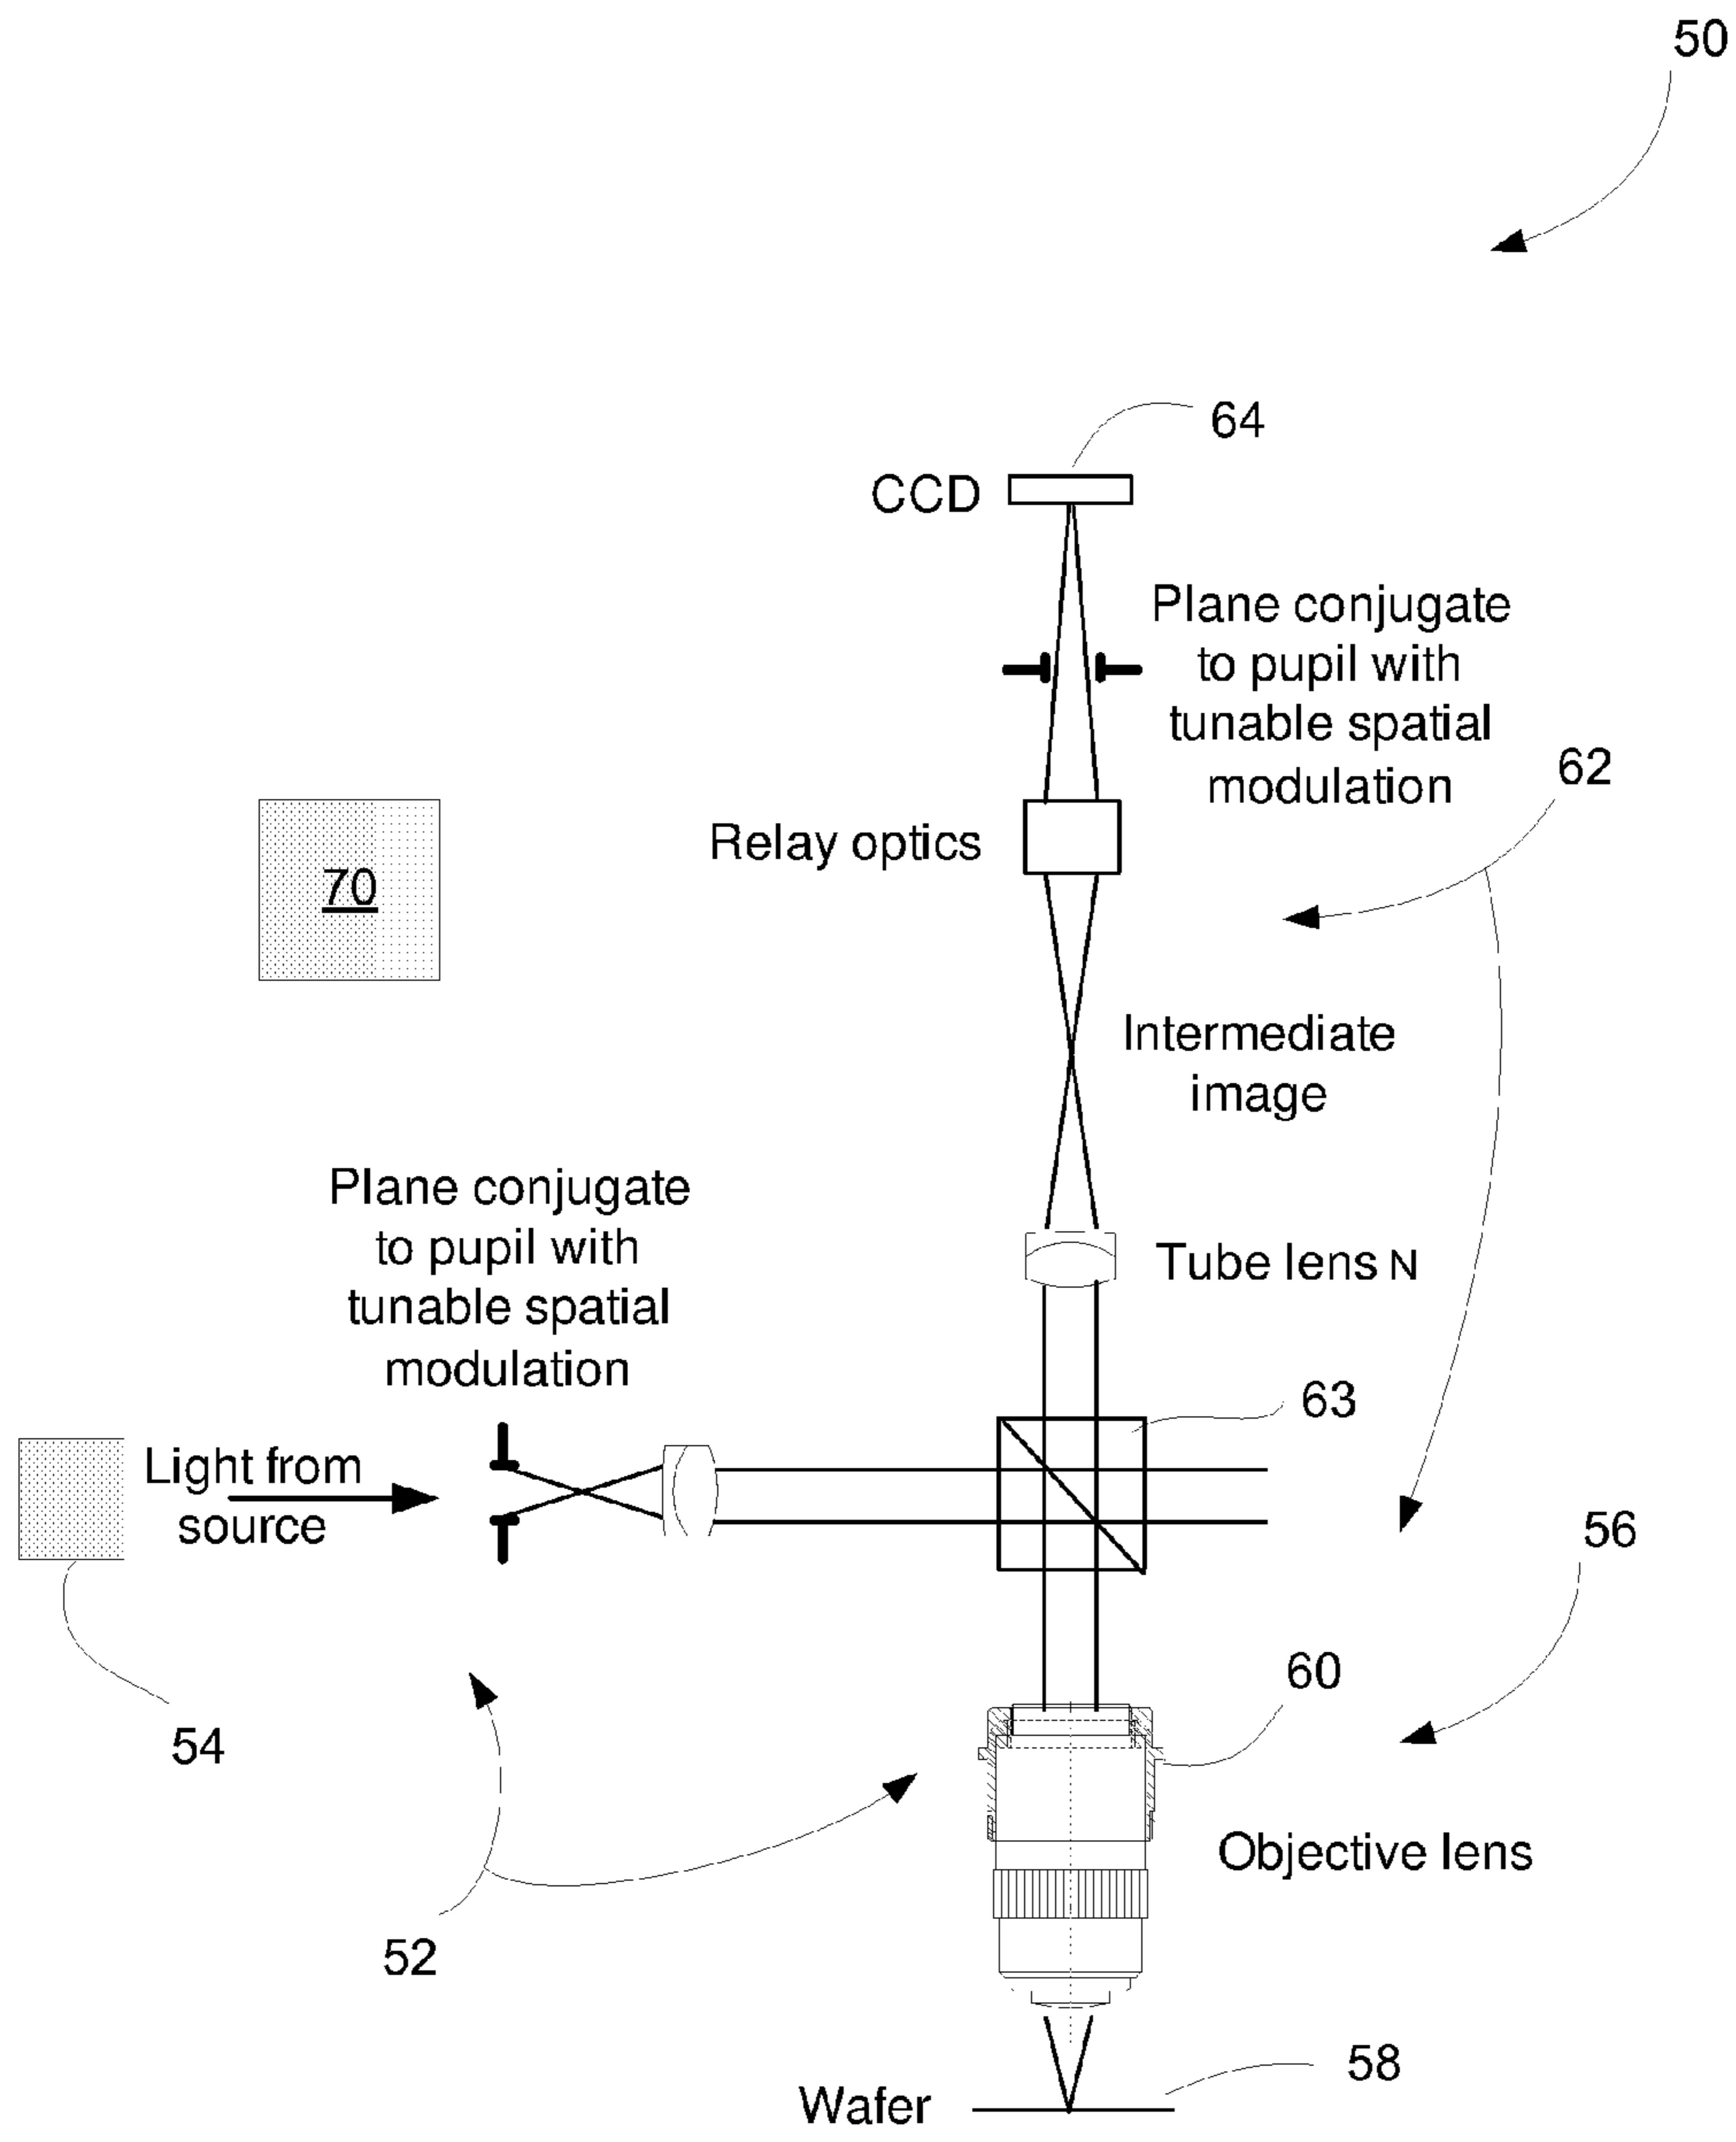 50
64
CCD
Plane conjugate
to pupil with
tunable spatial
modulation
62
Relay optics
70
Intermediate
image
Plane conjugate
to pupil with
tunable spatial
modulation
Tube lens N
63
Light from
source
56
60
54
Objective lens
52
58
Wafer